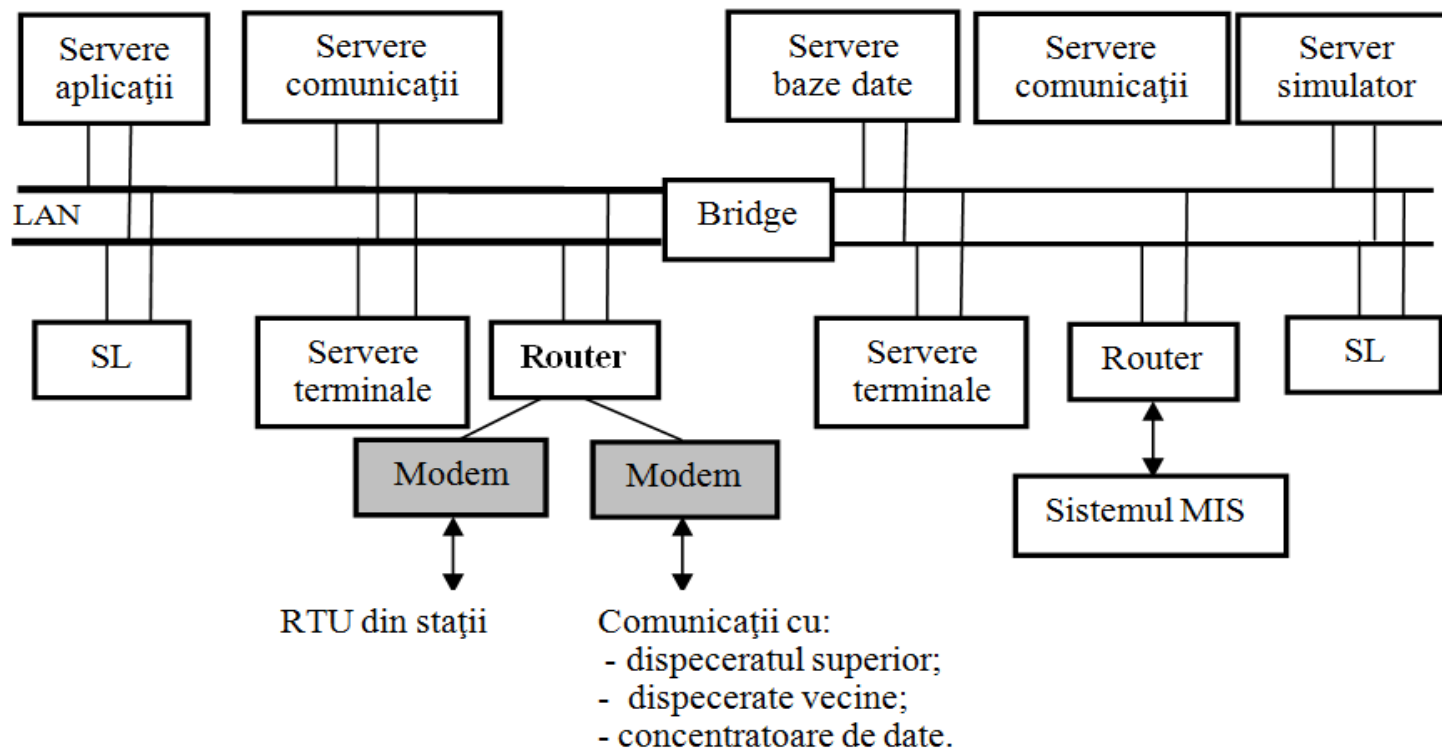 Servere
aplicaţii
Servere
comunicaţii
Servere
baze date
Servere
comunicaţii
Server
simulator
LAN
Bridge
SL
Servere
terminale
Router
Servere
terminale
Router
SL
Modem
Modem
Sistemul MIS
RTU din staţii
Comunicaţii cu:
- dispeceratul superior;
- dispecerate vecine;
- concentratoare de date.